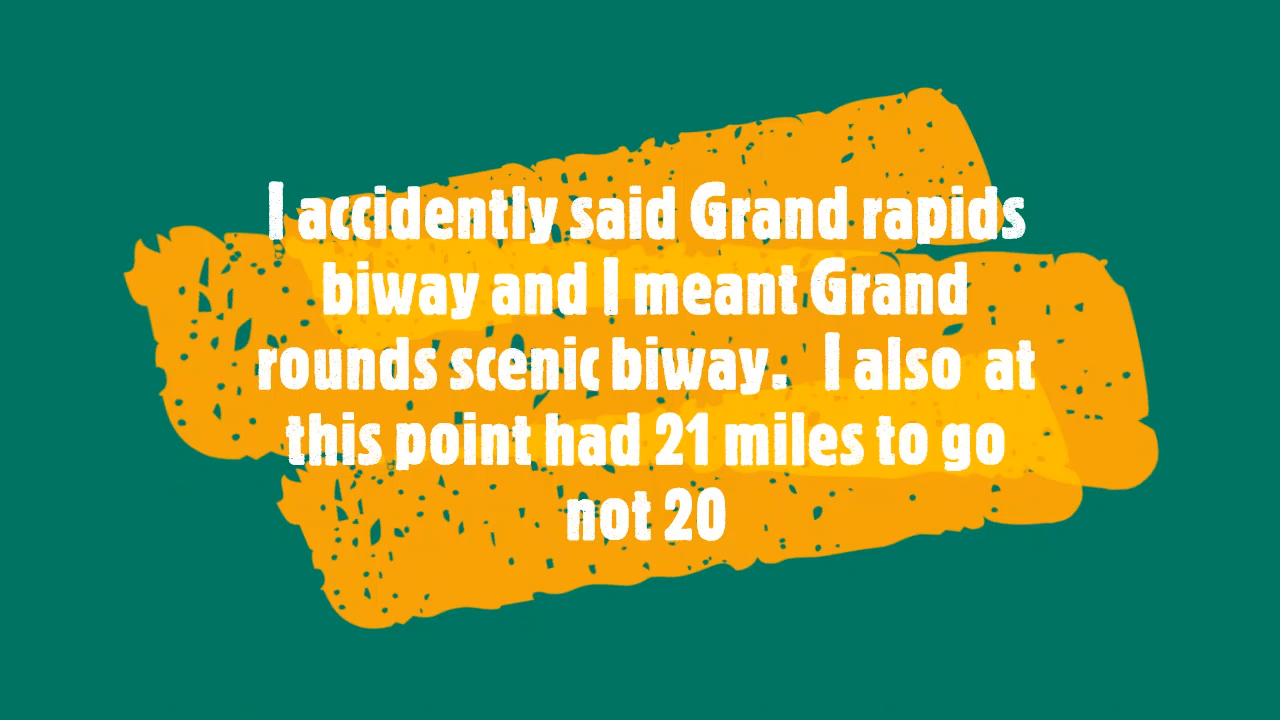 I accidently said Grand rapids
biway and I meant Grand
rounds scenic biway.  I also  at
this point had 21 miles to go
not 20